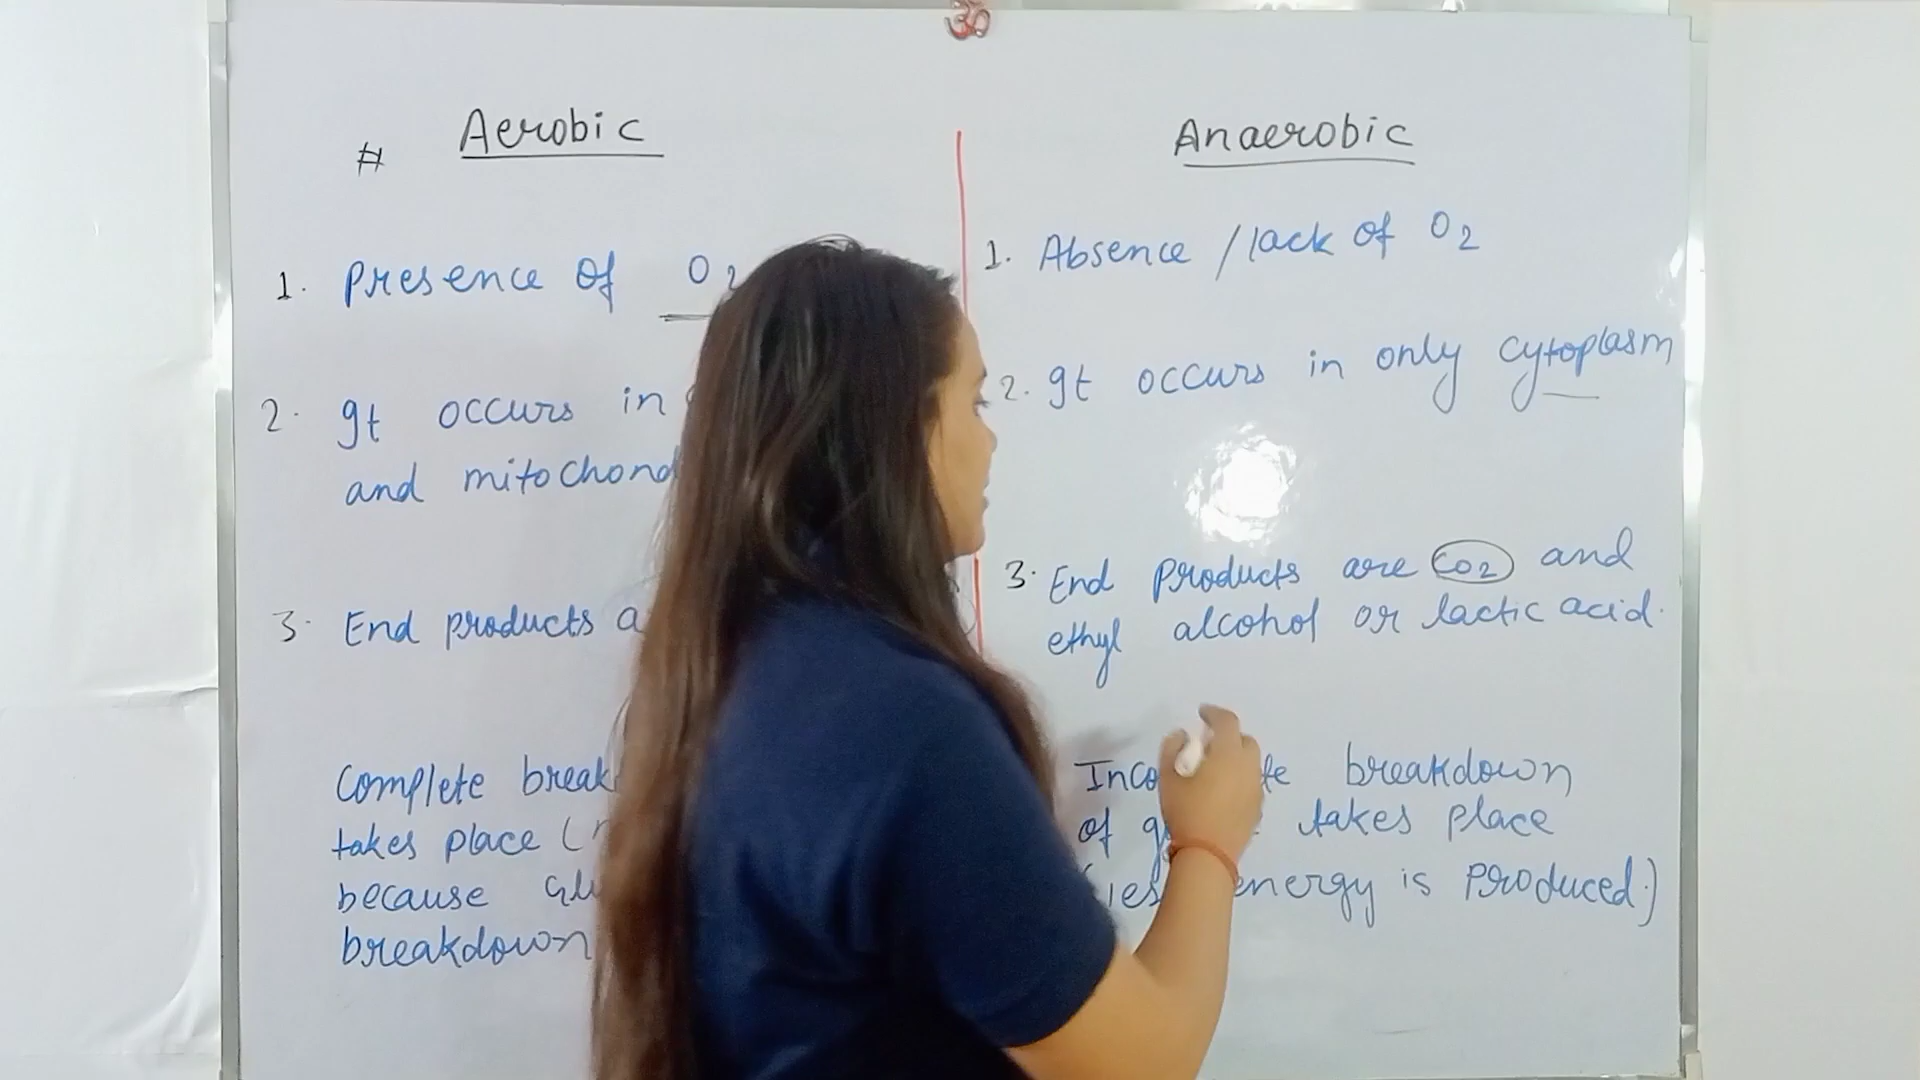 ॐ
# Aerobic
1. Presence of O2
2. It occurs in
and mitochond
3. End products a
Complete break
takes place (
because Glu
breakdown
Anaerobic
1. Absence / lack of O2
2. It occurs in only cytoplasm
3. End products are CO2 and
ethyl alcohol or lactic acid.
breakdown
of takes place
energy is produced.)